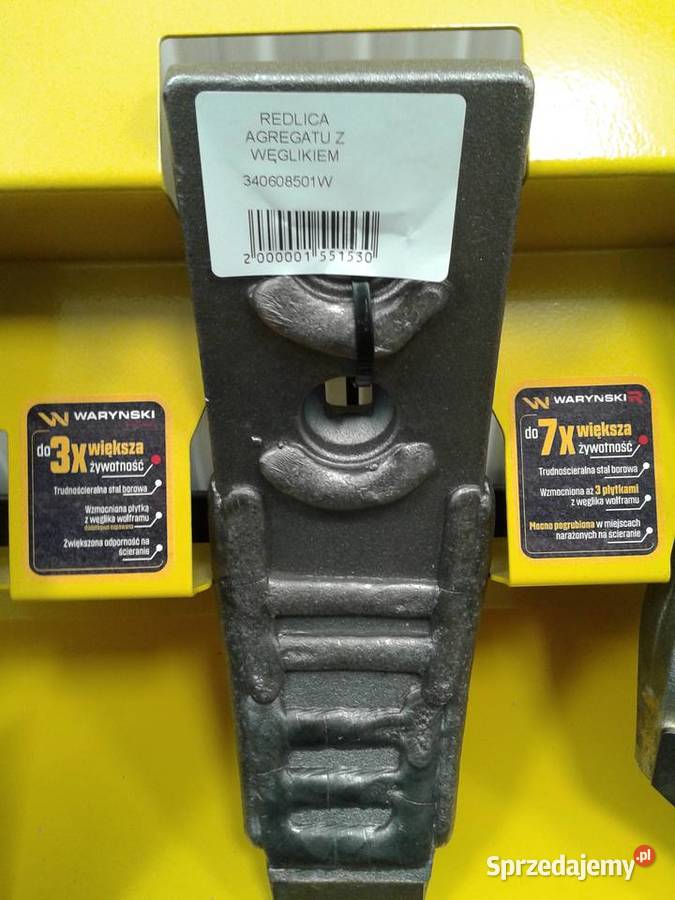 REDLICA
AGREGATU Z
WĘGLIKIEM
340608501W
2 000001 551530
WARYNSKI
do 3x większa
żywotność
Trudnościeralna stal borowa
Wzmocniona płytką
z węglika wolframu
Zwiększona odporność na
ścieranie
WARYNSKI R
do 7x większa
żywotność
Trudnościeralna stal borowa
Wzmocniona aż 3 płytkami
z węglika wolframu
Mocno pogrubiona w miejscach
narażonych na ścieranie
Sprzedajemy.pl